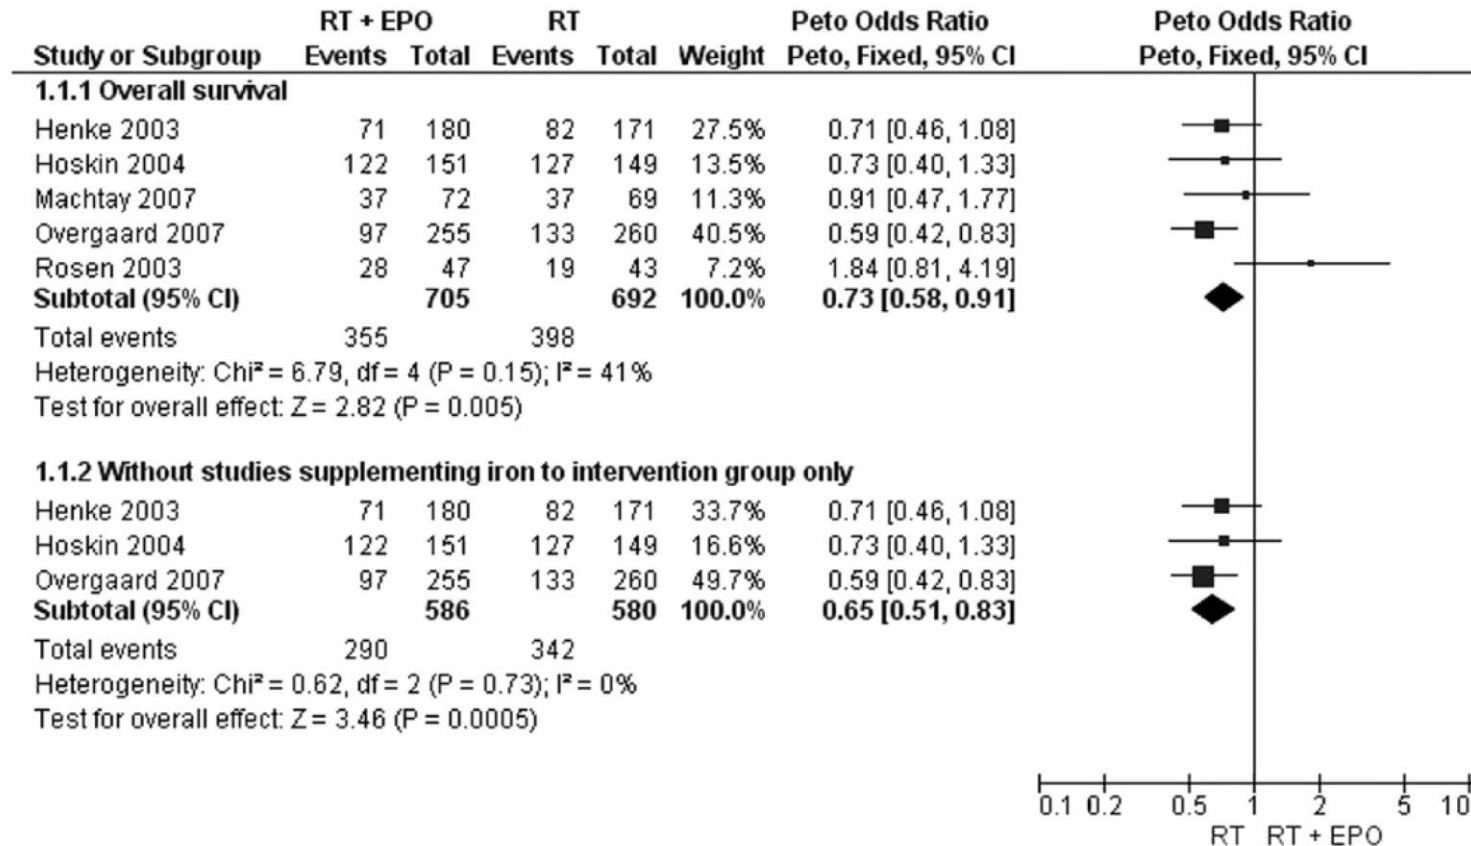 RT + EPO RT Peto Odds Ratio Peto Odds Ratio
Study or Subgroup Events Total Events Total Weight Peto, Fixed, 95% CI Peto, Fixed, 95% CI
1.1.1 Overall survival
Henke 2003 71 180 82 171 27.5% 0.71 [0.46, 1.08]
Hoskin 2004 122 151 127 149 13.5% 0.73 [0.40, 1.33]
Machtay 2007 37 72 37 69 11.3% 0.91 [0.47, 1.77]
Overgaard 2007 97 255 133 260 40.5% 0.59 [0.42, 0.83]
Rosen 2003 28 47 19 43 7.2% 1.84 [0.81, 4.19]
Subtotal (95% CI) 705 692 100.0% 0.73 [0.58, 0.91]
Total events 355 398
Heterogeneity: Chi² = 6.79, df = 4 (P = 0.15); I² = 41%
Test for overall effect: Z = 2.82 (P = 0.005)
1.1.2 Without studies supplementing iron to intervention group only
Henke 2003 71 180 82 171 33.7% 0.71 [0.46, 1.08]
Hoskin 2004 122 151 127 149 16.6% 0.73 [0.40, 1.33]
Overgaard 2007 97 255 133 260 49.7% 0.59 [0.42, 0.83]
Subtotal (95% CI) 586 580 100.0% 0.65 [0.51, 0.83]
Total events 290 342
Heterogeneity: Chi² = 0.62, df = 2 (P = 0.73); I² = 0%
Test for overall effect: Z = 3.46 (P = 0.0005)
0.1 0.2 0.5 1 2 5 10
RT RT + EPO